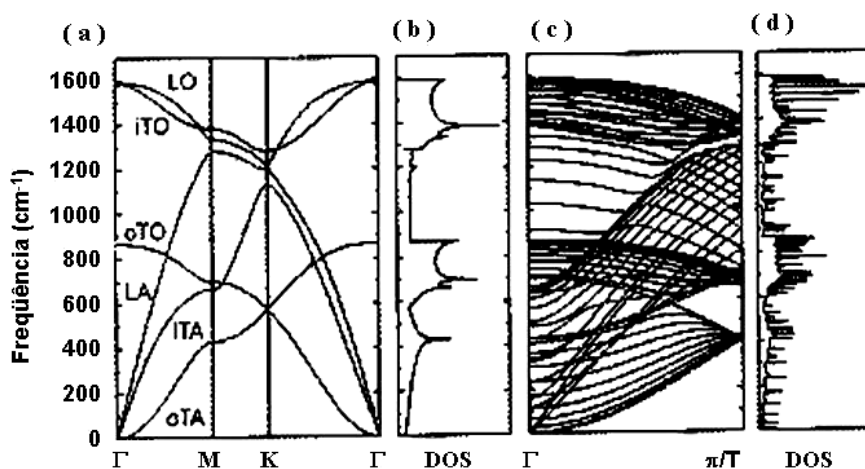 ( a ) ( b ) ( c ) ( d )
1600
1400
1200
1000
800
600
400
200
0
Freqüência (cm-1)
LO
iTO
oTO
LA
iTA
oTA
Γ M K Γ DOS Γ π/T DOS